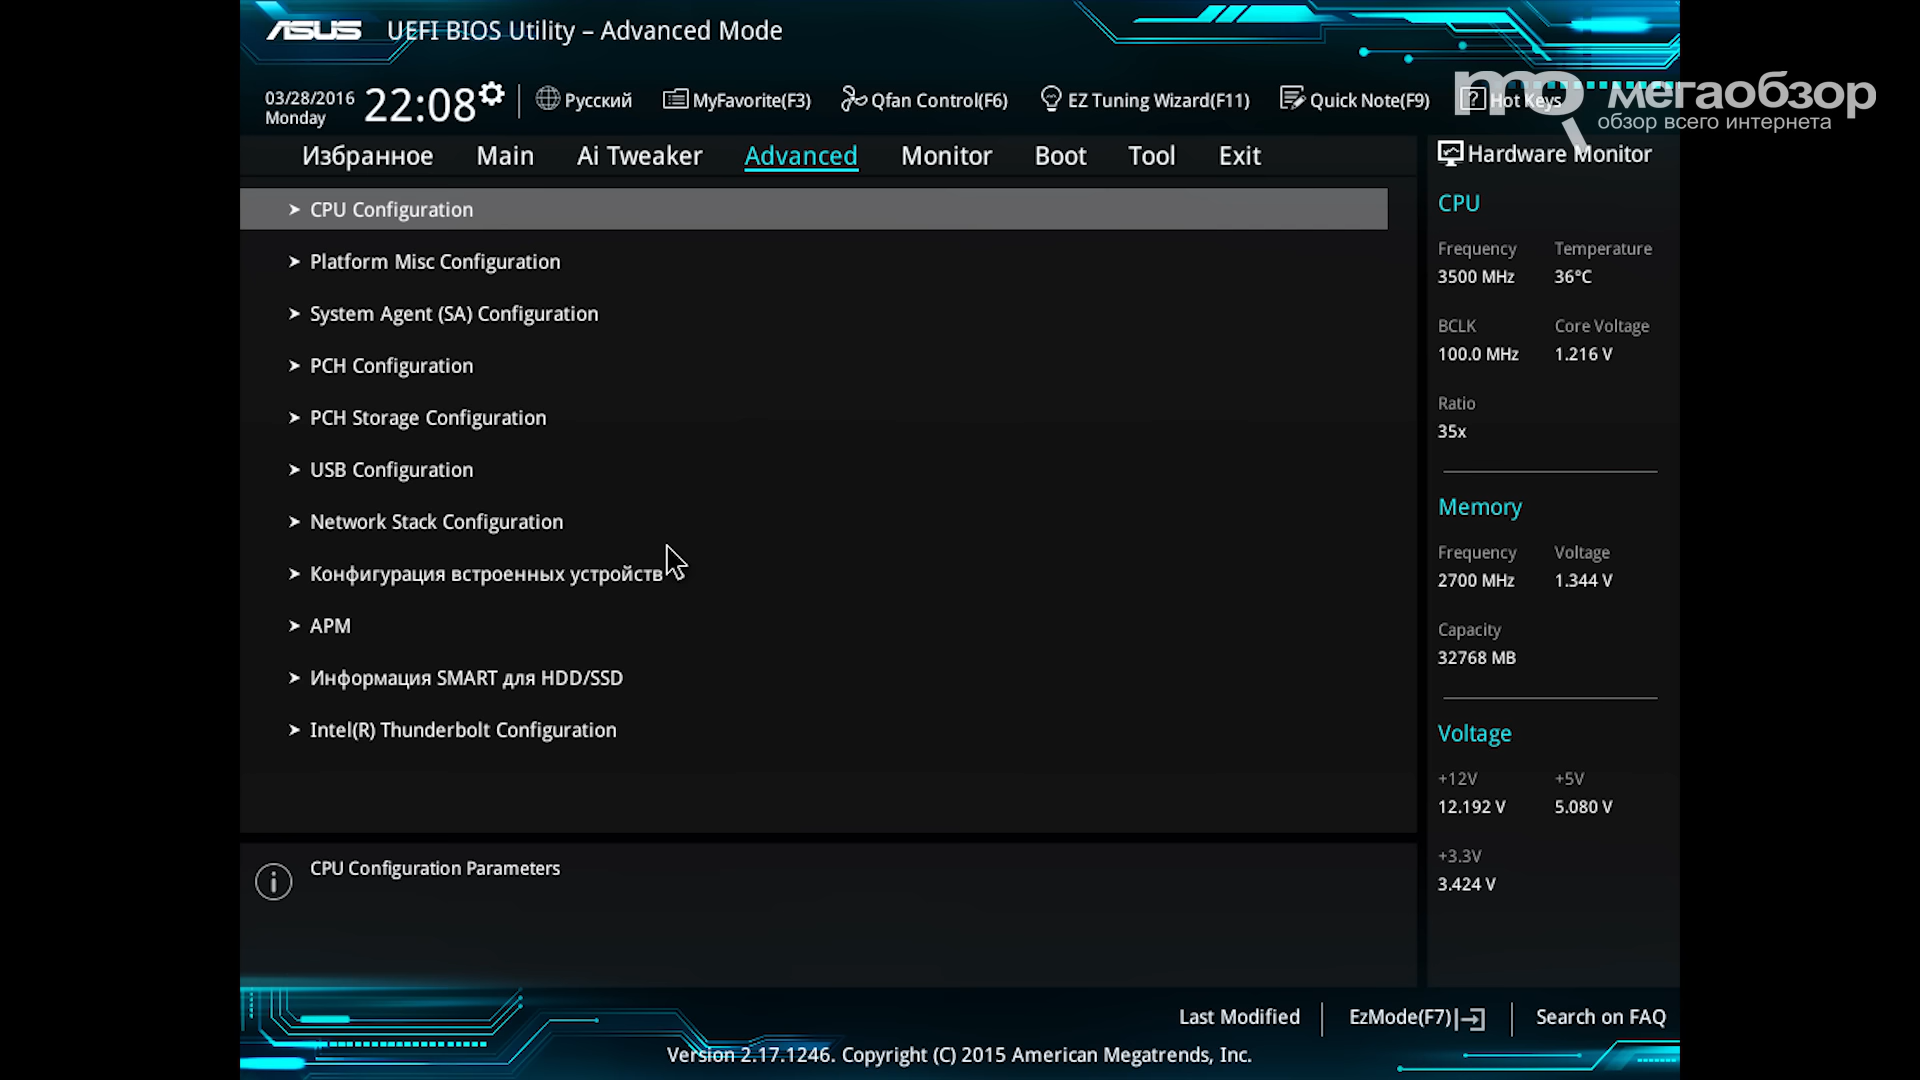 ASUS UEFI BIOS Utility – Advanced Mode
03/28/2016
Monday
22:08
Русский
MyFavorite(F3)
Qfan Control(F6)
EZ Tuning Wizard(F11)
Quick Note(F9)
Hot Keys
мегаобзор
обзор всего интернета
Избранное
Main
Ai Tweaker
Advanced
Monitor
Boot
Tool
Exit
CPU Configuration
Platform Misc Configuration
System Agent (SA) Configuration
PCH Configuration
PCH Storage Configuration
USB Configuration
Network Stack Configuration
Конфигурация встроенных устройств
APM
Информация SMART для HDD/SSD
Intel(R) Thunderbolt Configuration
CPU Configuration Parameters
Hardware Monitor
CPU
Frequency Temperature
3500 MHz 36°C
BCLK Core Voltage
100.0 MHz 1.216 V
Ratio
35x
Memory
Frequency Voltage
2700 MHz 1.344 V
Capacity
32768 MB
Voltage
+12V +5V
12.192 V 5.080 V
+3.3V
3.424 V
Last Modified
EzMode(F7)
Search on FAQ
Version 2.17.1246. Copyright (C) 2015 American Megatrends, Inc.